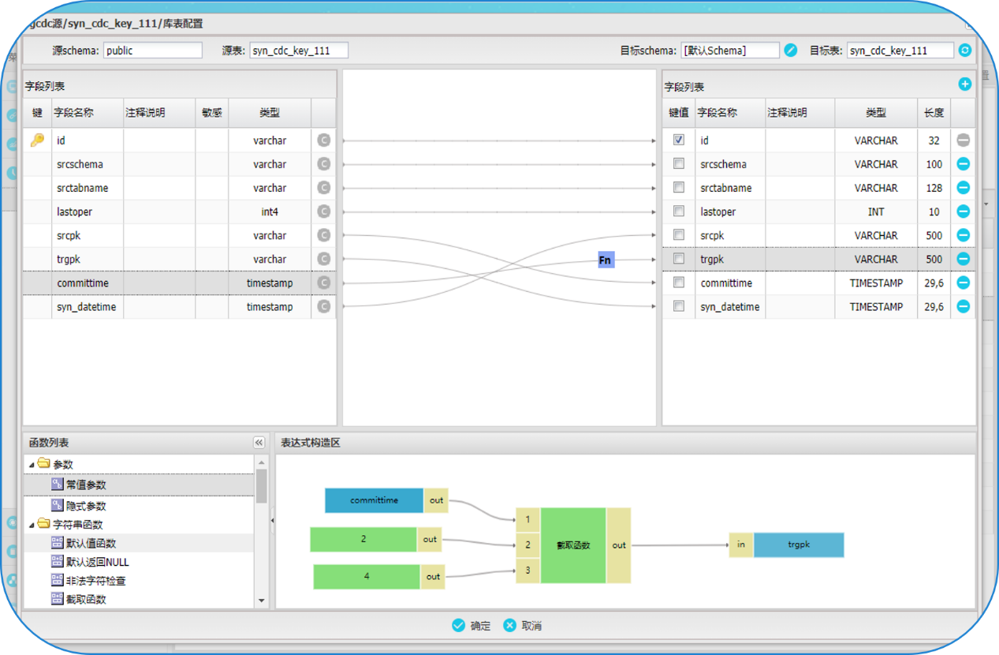 gcdc源/syn_cdc_key_111/库表配置
源schema: public 源表: syn_cdc_key_111 目标schema: [默认Schema] 目标表: syn_cdc_key_111
字段列表
键 字段名称 注释说明 敏感 类型
id varchar C
srcschema varchar C
srctabname varchar C
lastoper int4 C
srcpk varchar C
trgpk varchar C
committime timestamp C
syn_datetime timestamp C
Fn
字段列表
键值 字段名称 注释说明 类型 长度
id VARCHAR 32
srcschema VARCHAR 100
srctabname VARCHAR 128
lastoper INT 10
srcpk VARCHAR 500
trgpk VARCHAR 500
committime TIMESTAMP 29,6
syn_datetime TIMESTAMP 29,6
函数列表
参数
常值参数
隐式参数
字符串函数
默认值函数
默认返回NULL
非法字符检查
截取函数
表达式构造区
committime out
2 out
4 out
1
2
3
截取函数 out
in trgpk
确定 取消